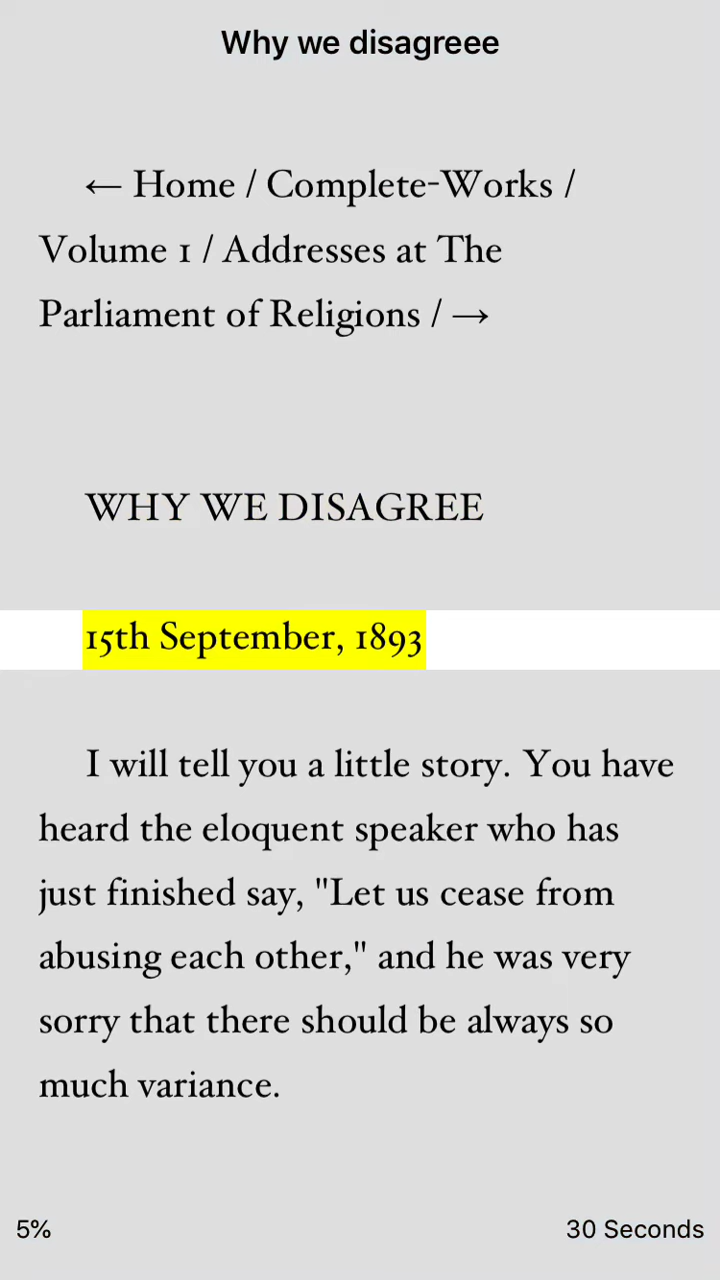 Why we disagreee
← Home / Complete-Works /
Volume 1 / Addresses at The
Parliament of Religions / →
WHY WE DISAGREE
15th September, 1893
I will tell you a little story. You have
heard the eloquent speaker who has
just finished say, "Let us cease from
abusing each other," and he was very
sorry that there should be always so
much variance.
5%
30 Seconds